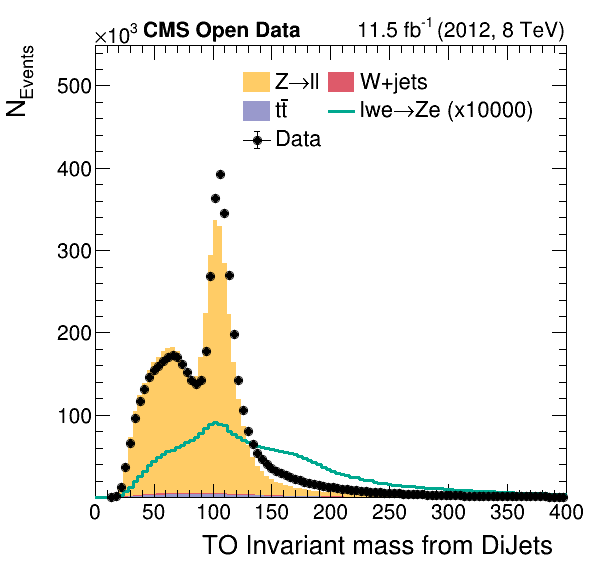 ×10³ CMS Open Data 11.5 fb⁻¹ (2012, 8 TeV)
N_Events
Z→ll W+jets
tt̄ lwe→Ze (x10000)
Data
500
400
300
200
100
0 50 100 150 200 250 300 350 400
TO Invariant mass from DiJets